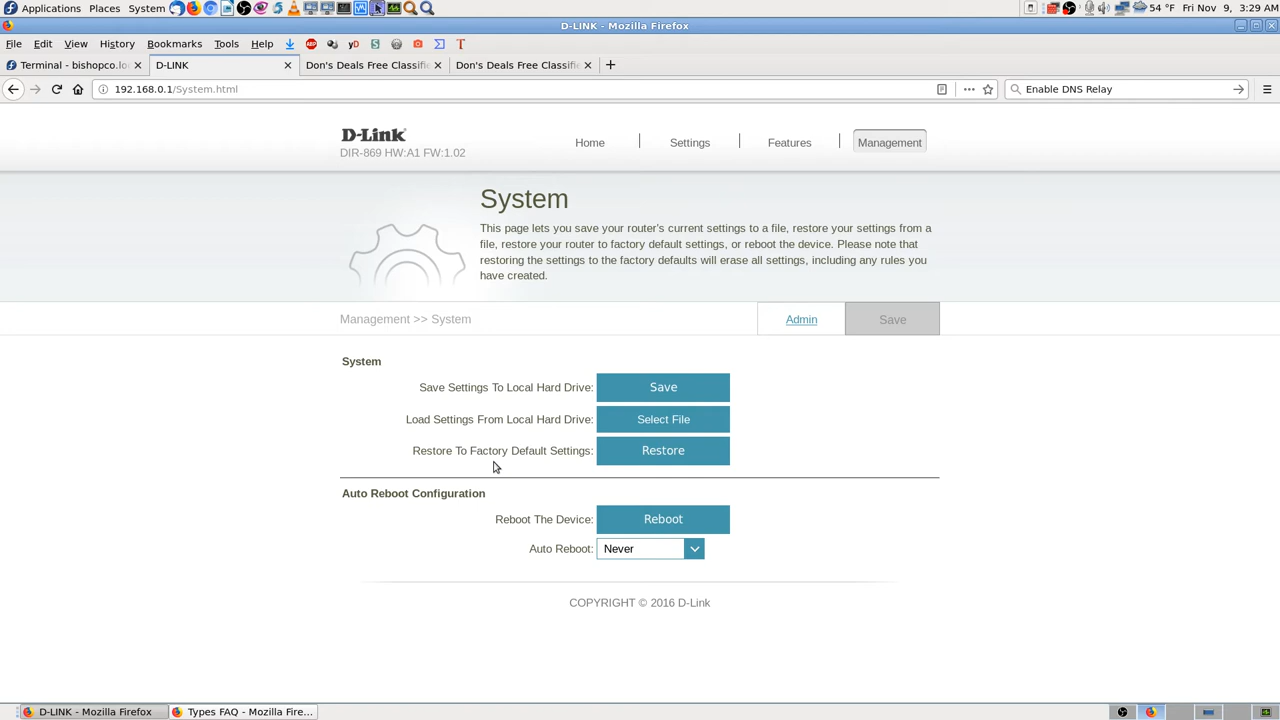 Applications Places System 54 °F Fri Nov 9, 3:29 AM
D-LINK - Mozilla Firefox
File Edit View History Bookmarks Tools Help ABP yD S T
Terminal - bishopco.lo D-LINK Don's Deals Free Classifie Don's Deals Free Classifie
192.168.0.1/System.html Enable DNS Relay
D-Link
DIR-869 HW:A1 FW:1.02
Home Settings Features Management
System
This page lets you save your router's current settings to a file, restore your settings from a
file, restore your router to factory default settings, or reboot the device. Please note that
restoring the settings to the factory defaults will erase all settings, including any rules you
have created.
Management >> System Admin Save
System
Save Settings To Local Hard Drive: Save
Load Settings From Local Hard Drive: Select File
Restore To Factory Default Settings: Restore
Auto Reboot Configuration
Reboot The Device: Reboot
Auto Reboot: Never
COPYRIGHT © 2016 D-Link
D-LINK - Mozilla Firefox Types FAQ - Mozilla Fire...